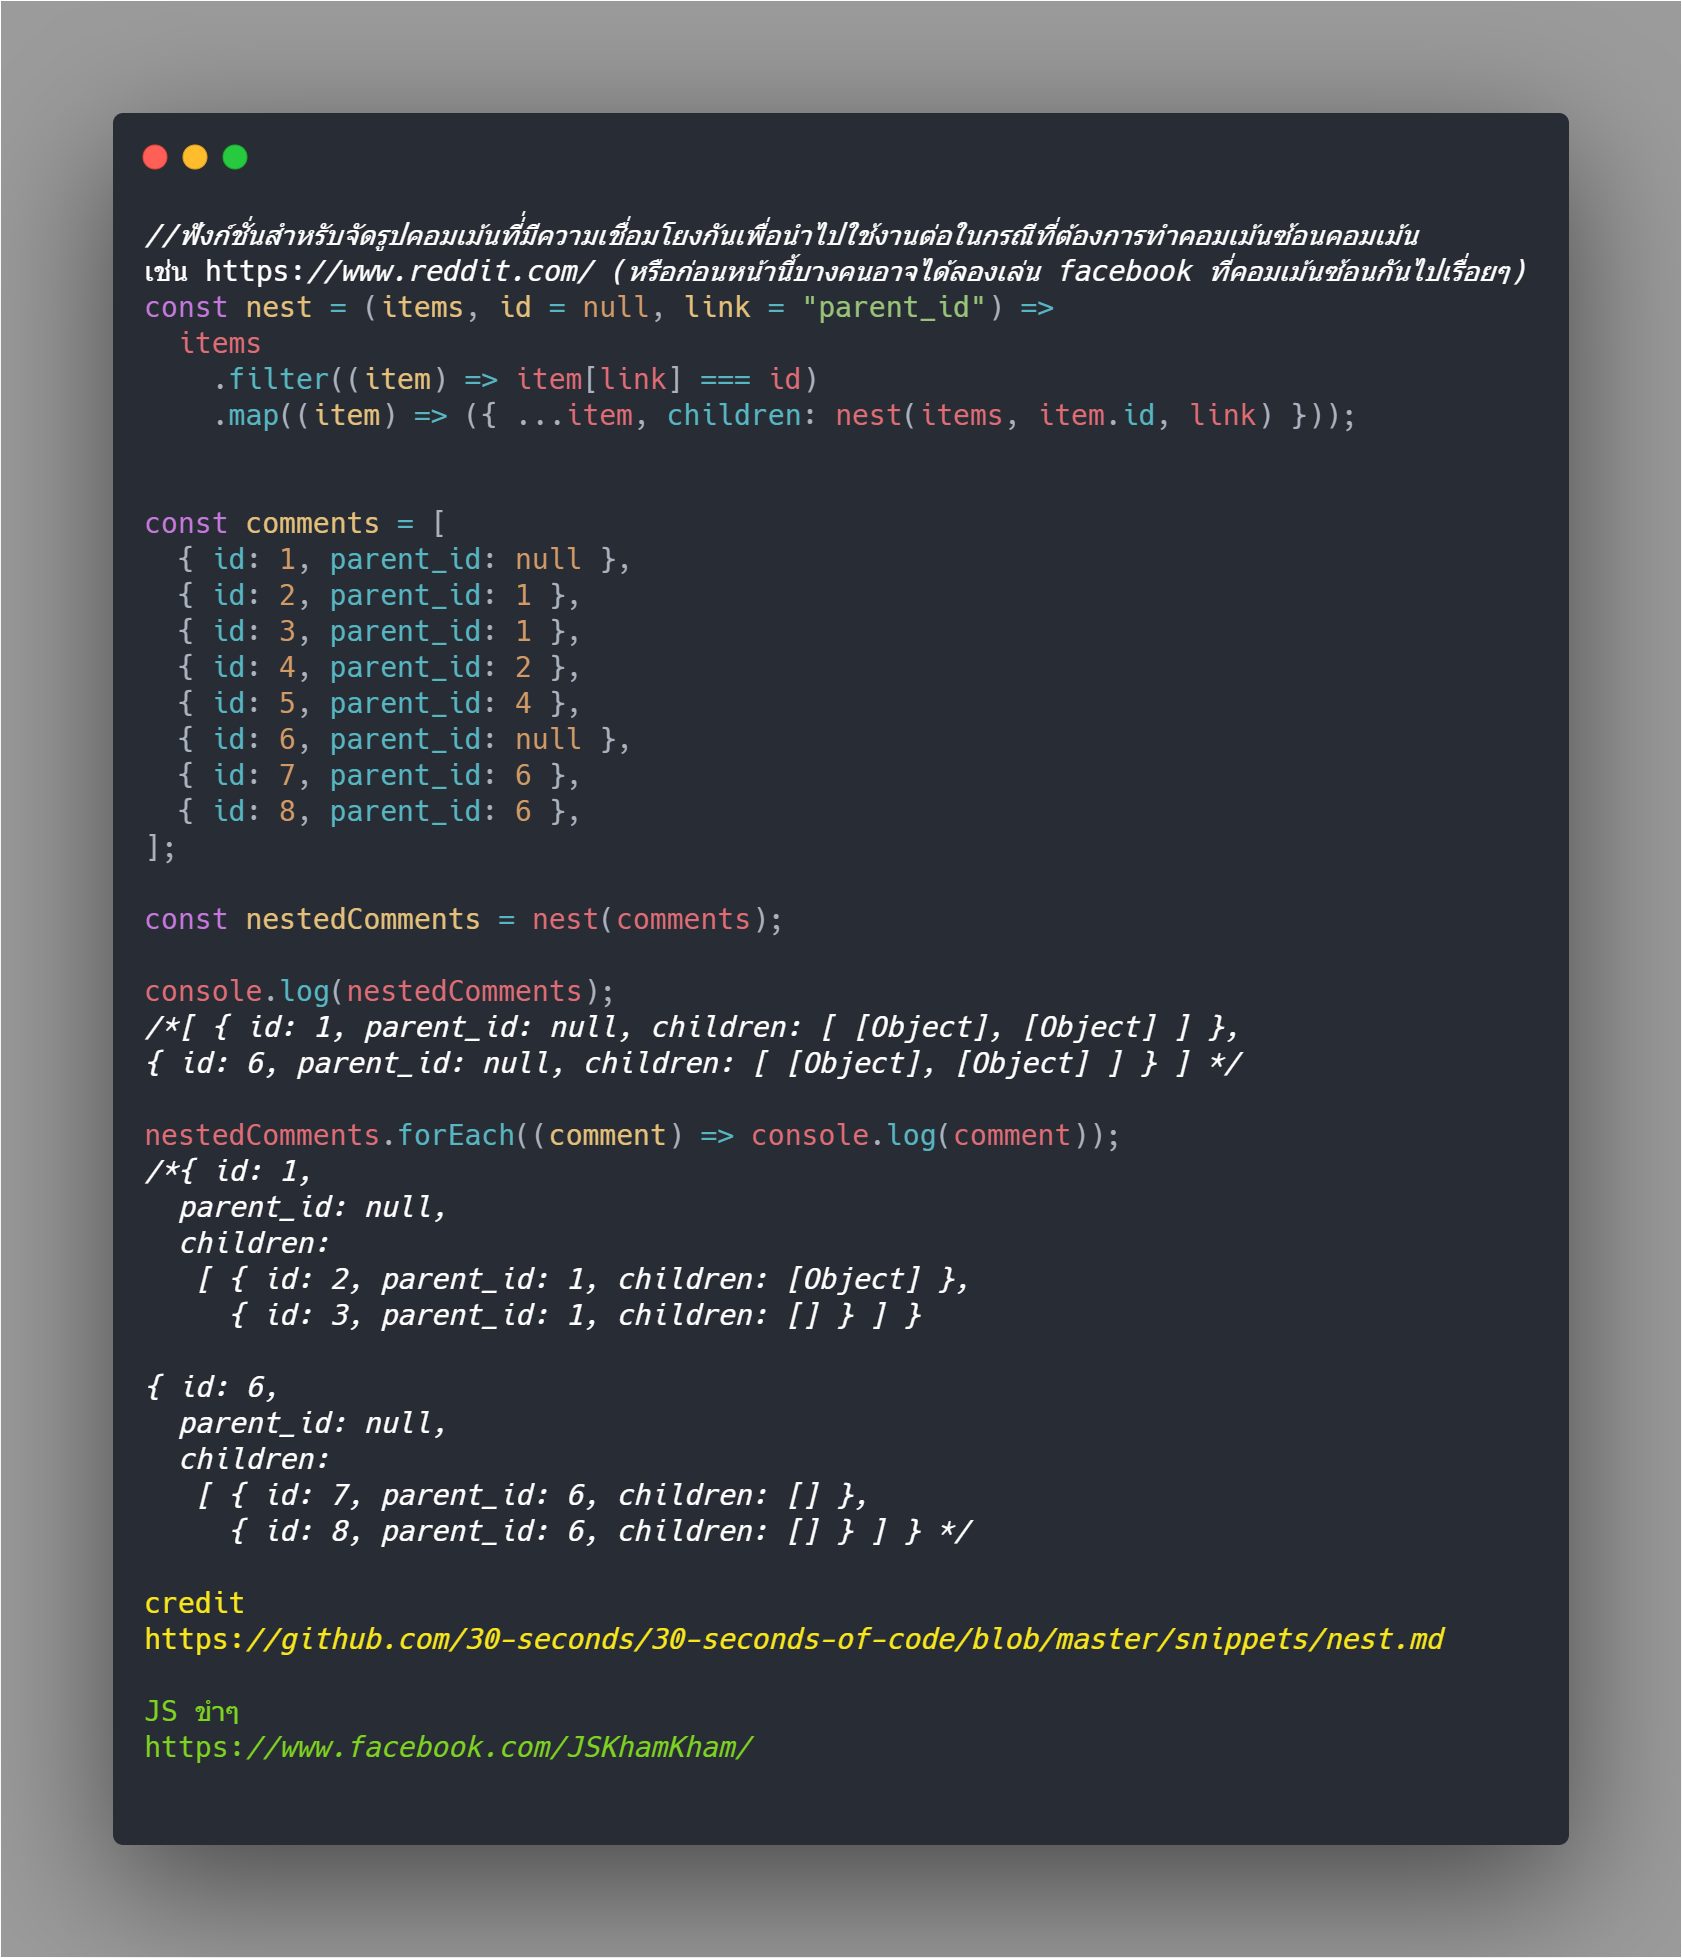 //ฟังก์ชั่นสำหรับจัดรูปคอมเม้นที่่มีความเชื่อมโยงกันเพื่อนำไปใช้งานต่อในกรณีที่ต้องการทำคอมเม้นซ้อนคอมเม้น
เช่น https://www.reddit.com/ (หรือก่อนหน้านี้บางคนอาจได้ลองเล่น facebook ที่คอมเม้นซ้อนกันไปเรื่อยๆ)
const nest = (items, id = null, link = "parent_id") =>
  items
    .filter((item) => item[link] === id)
    .map((item) => ({ ...item, children: nest(items, item.id, link) }));

const comments = [
  { id: 1, parent_id: null },
  { id: 2, parent_id: 1 },
  { id: 3, parent_id: 1 },
  { id: 4, parent_id: 2 },
  { id: 5, parent_id: 4 },
  { id: 6, parent_id: null },
  { id: 7, parent_id: 6 },
  { id: 8, parent_id: 6 },
];

const nestedComments = nest(comments);

console.log(nestedComments);
/*[ { id: 1, parent_id: null, children: [ [Object], [Object] ] },
{ id: 6, parent_id: null, children: [ [Object], [Object] ] } ] */

nestedComments.forEach((comment) => console.log(comment));
/*{ id: 1,
  parent_id: null,
  children:
   [ { id: 2, parent_id: 1, children: [Object] },
     { id: 3, parent_id: 1, children: [] } ] }

{ id: 6,
  parent_id: null,
  children:
   [ { id: 7, parent_id: 6, children: [] },
     { id: 8, parent_id: 6, children: [] } ] } */

credit
https://github.com/30-seconds/30-seconds-of-code/blob/master/snippets/nest.md

JS ขำๆ
https://www.facebook.com/JSKhamKham/